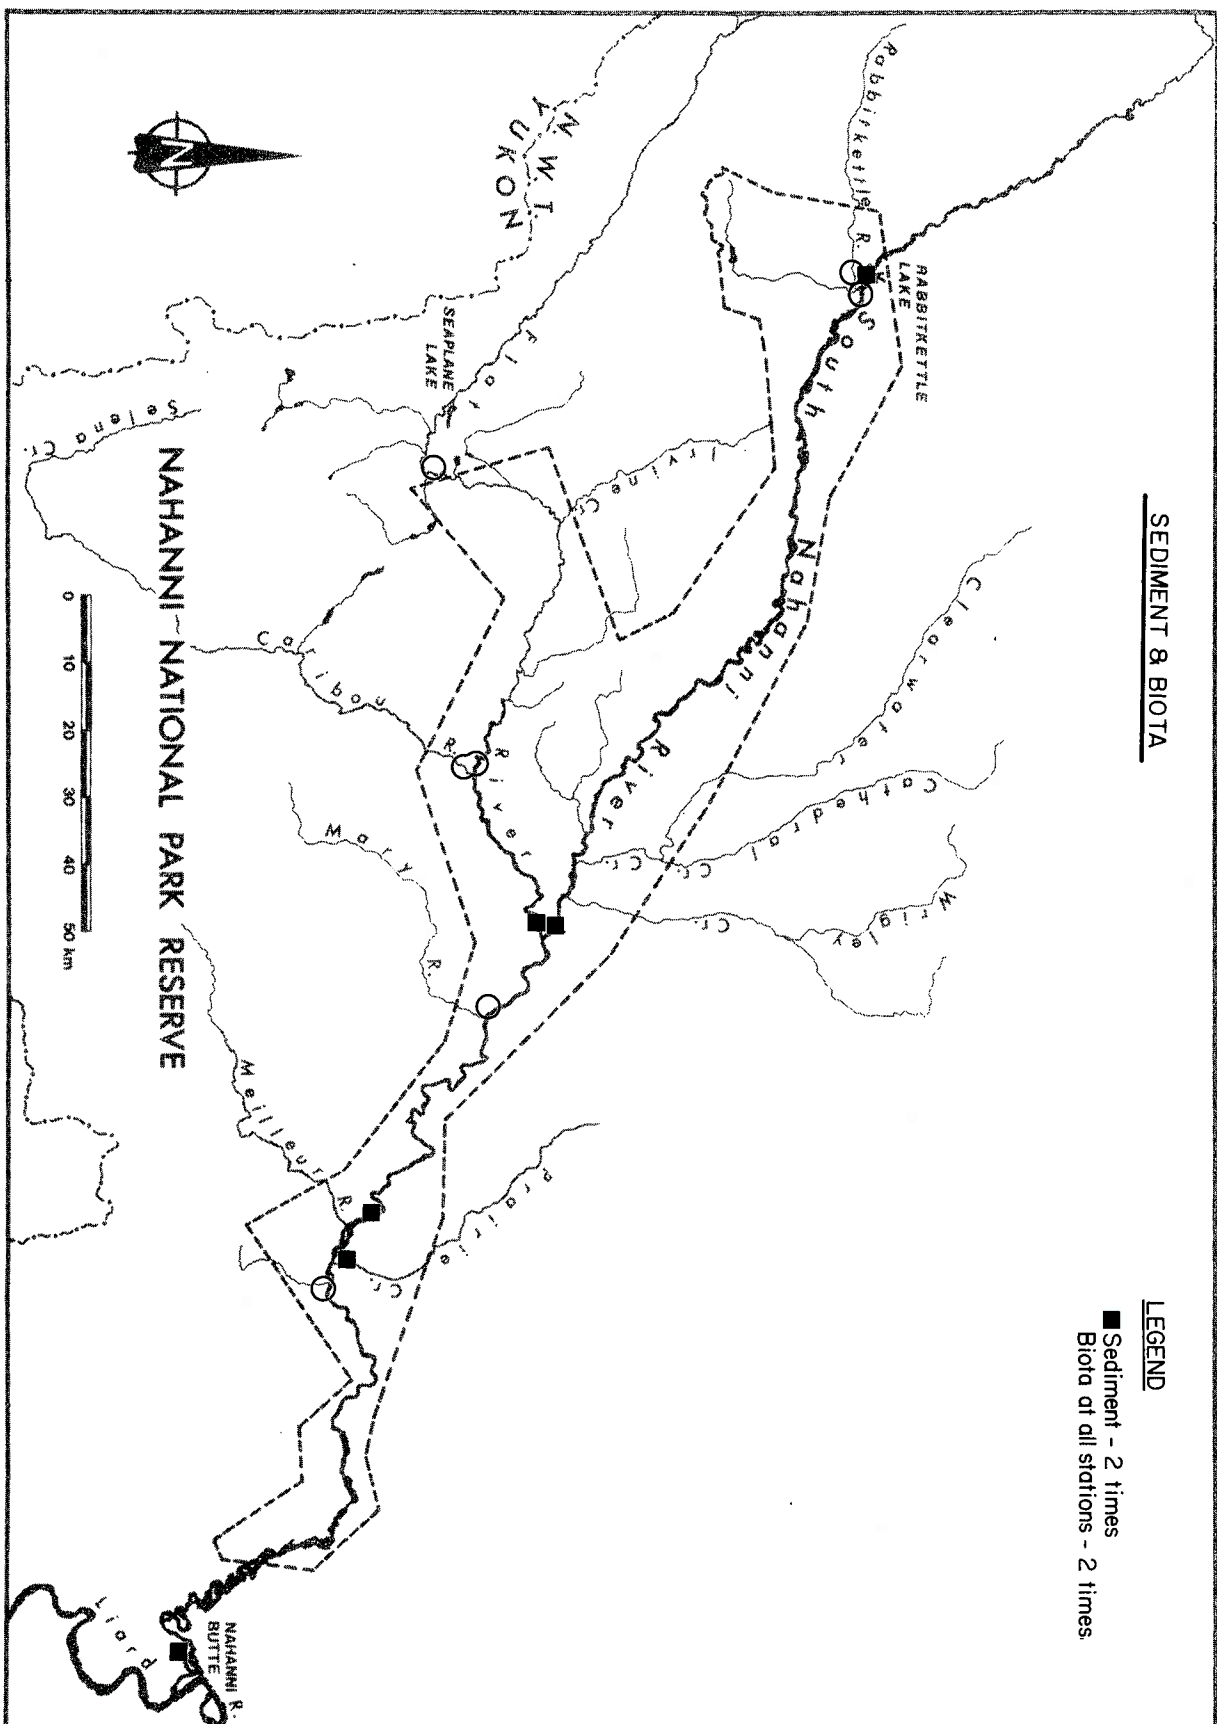 SEDIMENT & BIOTA
LEGEND
■ Sediment - 2 times
Biota at all stations - 2 times.
Rabbitkettle R.
RABBITKETTLE
LAKE
South Nahanni River
N. W. T.
YUKON
N
SEAPLANE
LAKE
Flat River
Irvine Cr.
Clearwater Cr.
Cathedral Cr.
Wrigley Cr.
Selena Cr.
Caribou R.
Mary R.
Meilleur R.
Prairie Cr.
NAHANNI
BUTTE
Liard R.
NAHANNI NATIONAL PARK RESERVE
0 10 20 30 40 50 km